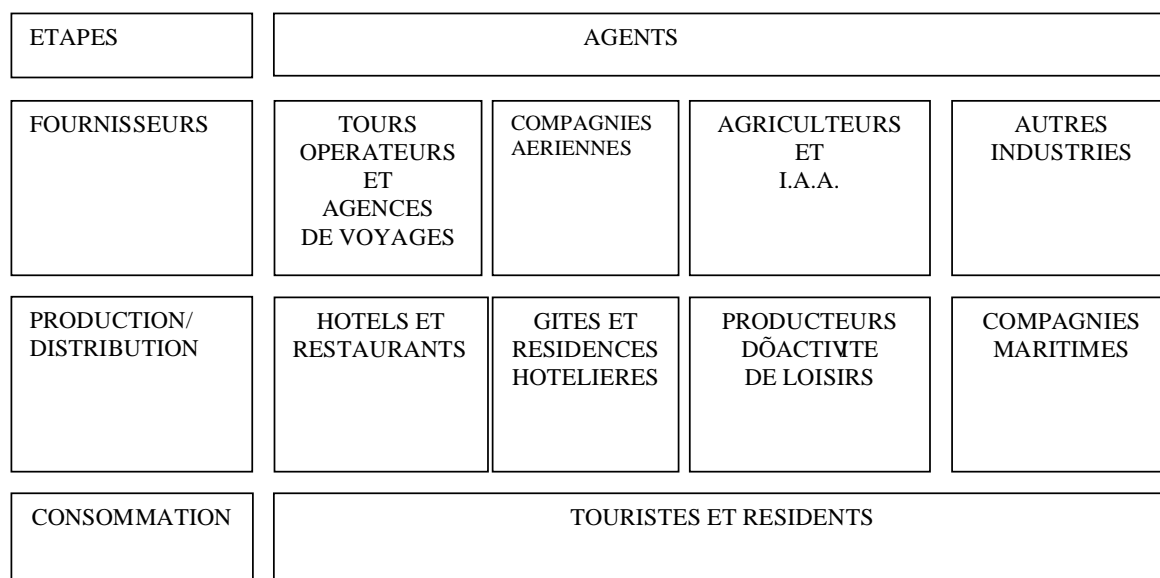 ETAPES
AGENTS
FOURNISSEURS
TOURS
OPERATEURS
ET
AGENCES
DE VOYAGES
COMPAGNIES
AERIENNES
AGRICULTEURS
ET
I.A.A.
AUTRES
INDUSTRIES
PRODUCTION/
DISTRIBUTION
HOTELS ET
RESTAURANTS
GITES ET
RESIDENCES
HOTELIERES
PRODUCTEURS
DÕACTIVITE
DE LOISIRS
COMPAGNIES
MARITIMES
CONSOMMATION
TOURISTES ET RESIDENTS